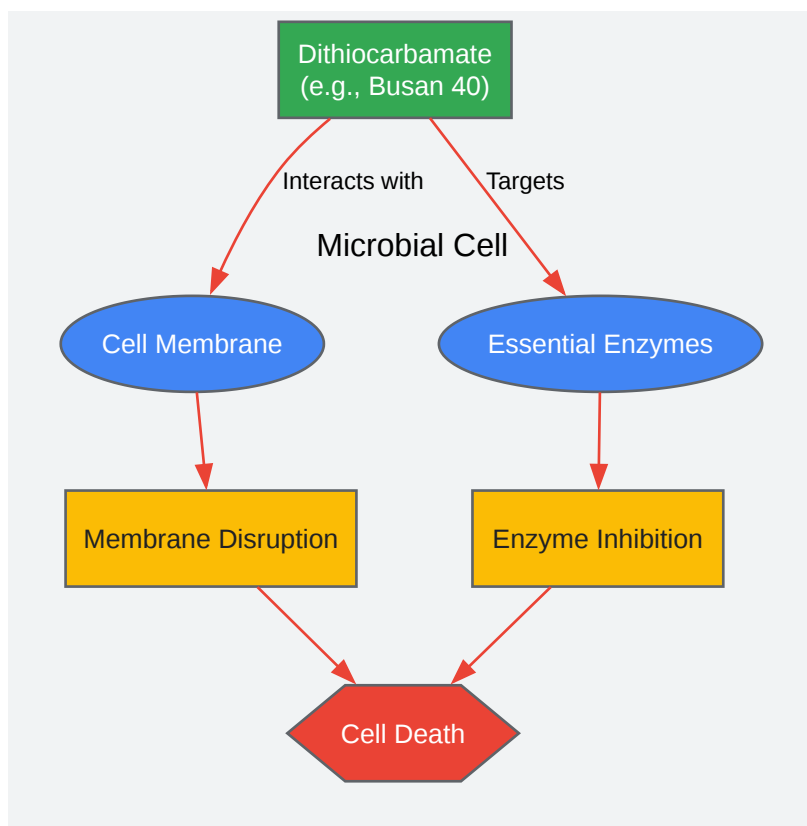 Dithiocarbamate
(e.g., Busan 40)
Interacts with
Targets
Microbial Cell
Cell Membrane
Essential Enzymes
Membrane Disruption
Enzyme Inhibition
Cell Death